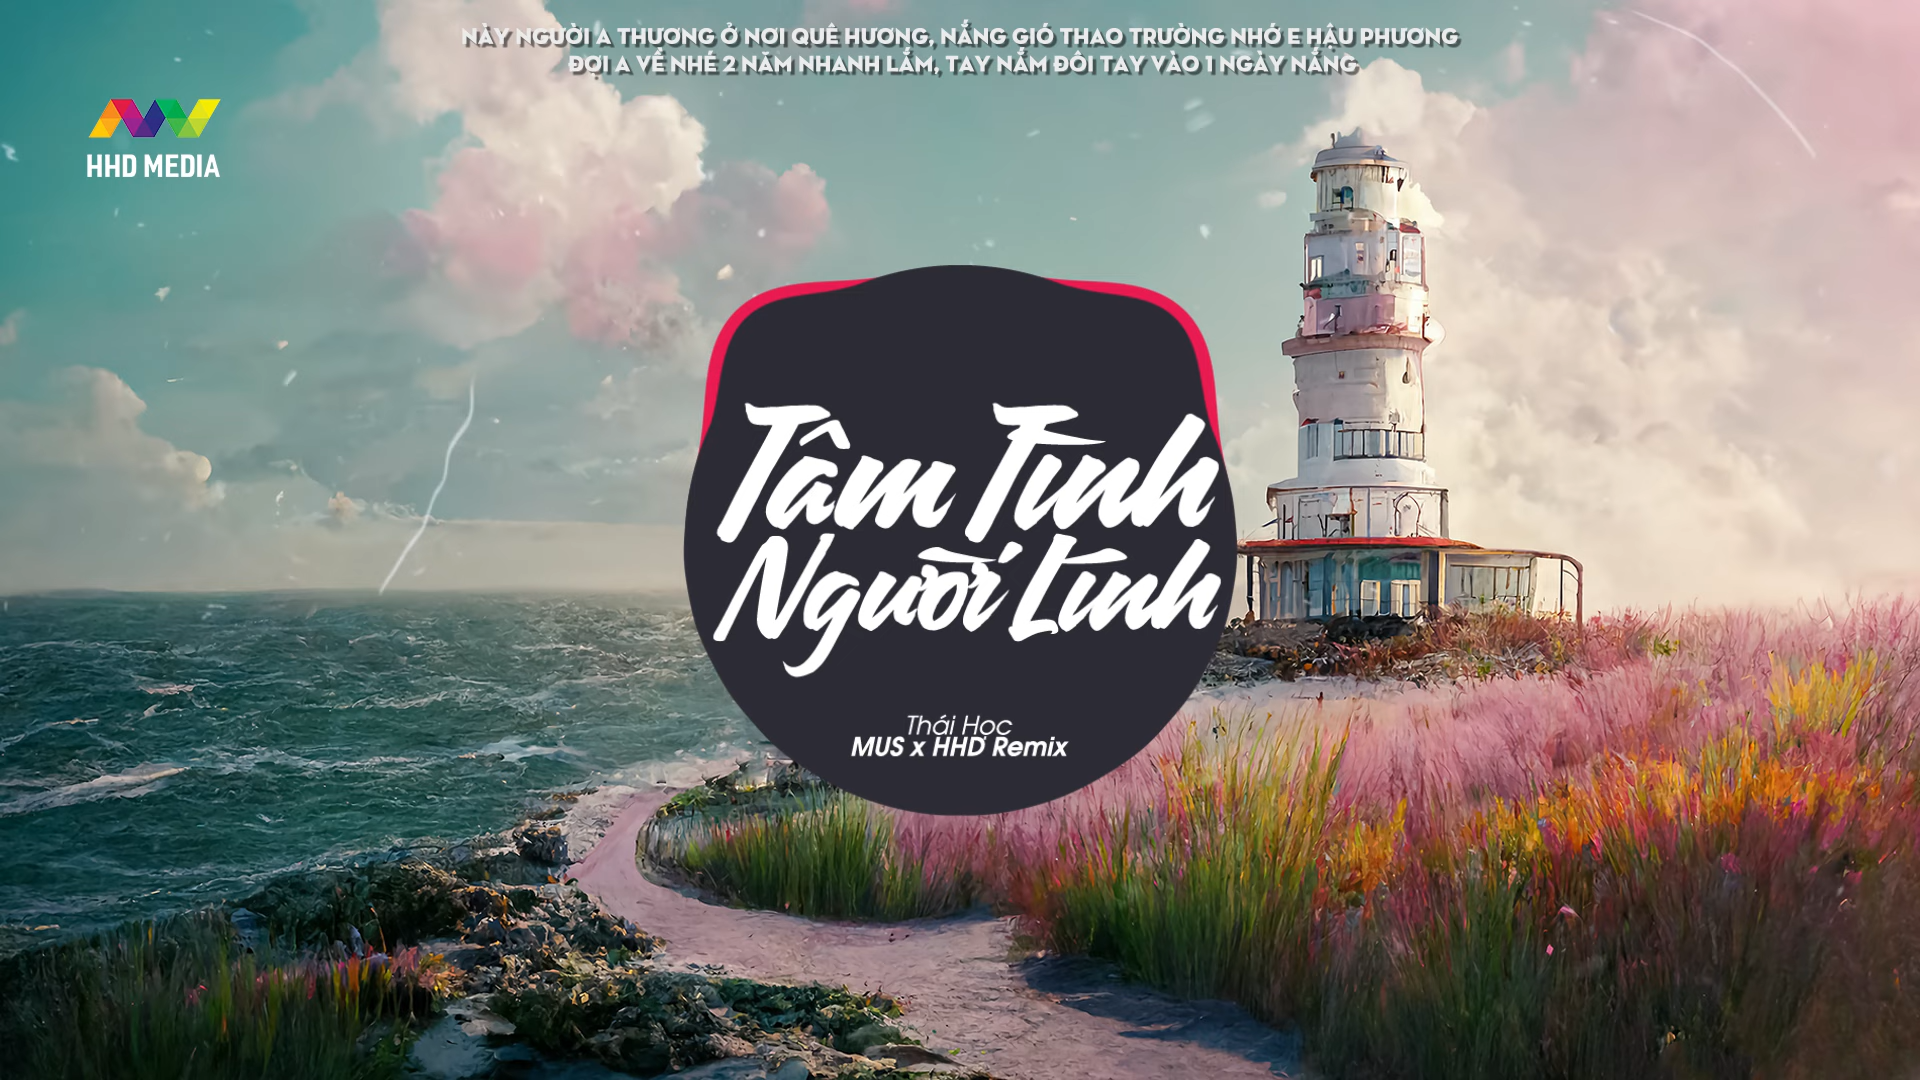 NÀY NGƯỜI A THƯƠNG Ở NƠI QUÊ HƯƠNG, NẮNG GIÓ THAO TRƯỜNG NHỚ E HẬU PHƯƠNG
ĐỢI A VỀ NHÉ 2 NĂM NHANH LẮM, TAY NẮM ĐÔI TAY VÀO 1 NGÀY NẮNG
HHD MEDIA
Tâm Tình
Người Lính
Thái Học
MUS x HHD Remix